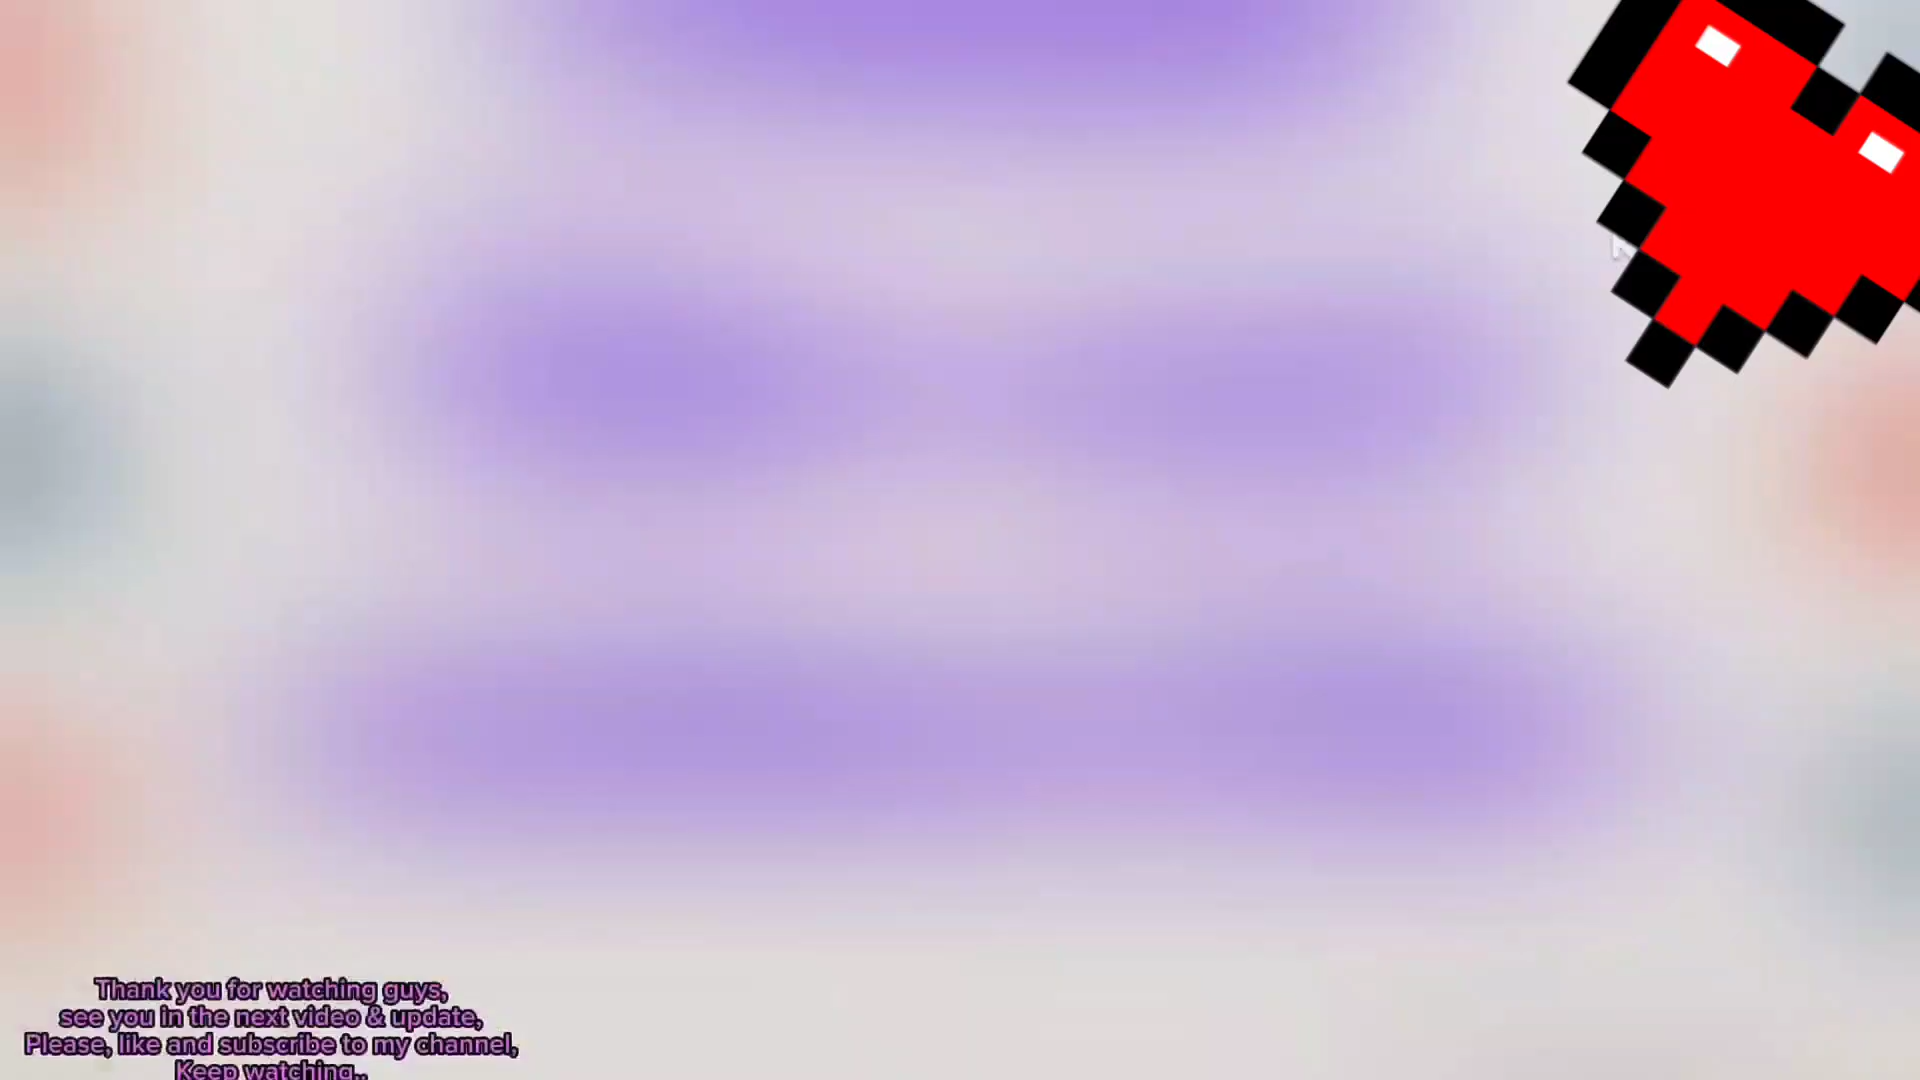 Thank you for watching guys,
see you in the next video & update,
Please, like and subscribe to my channel,
Keep watching..